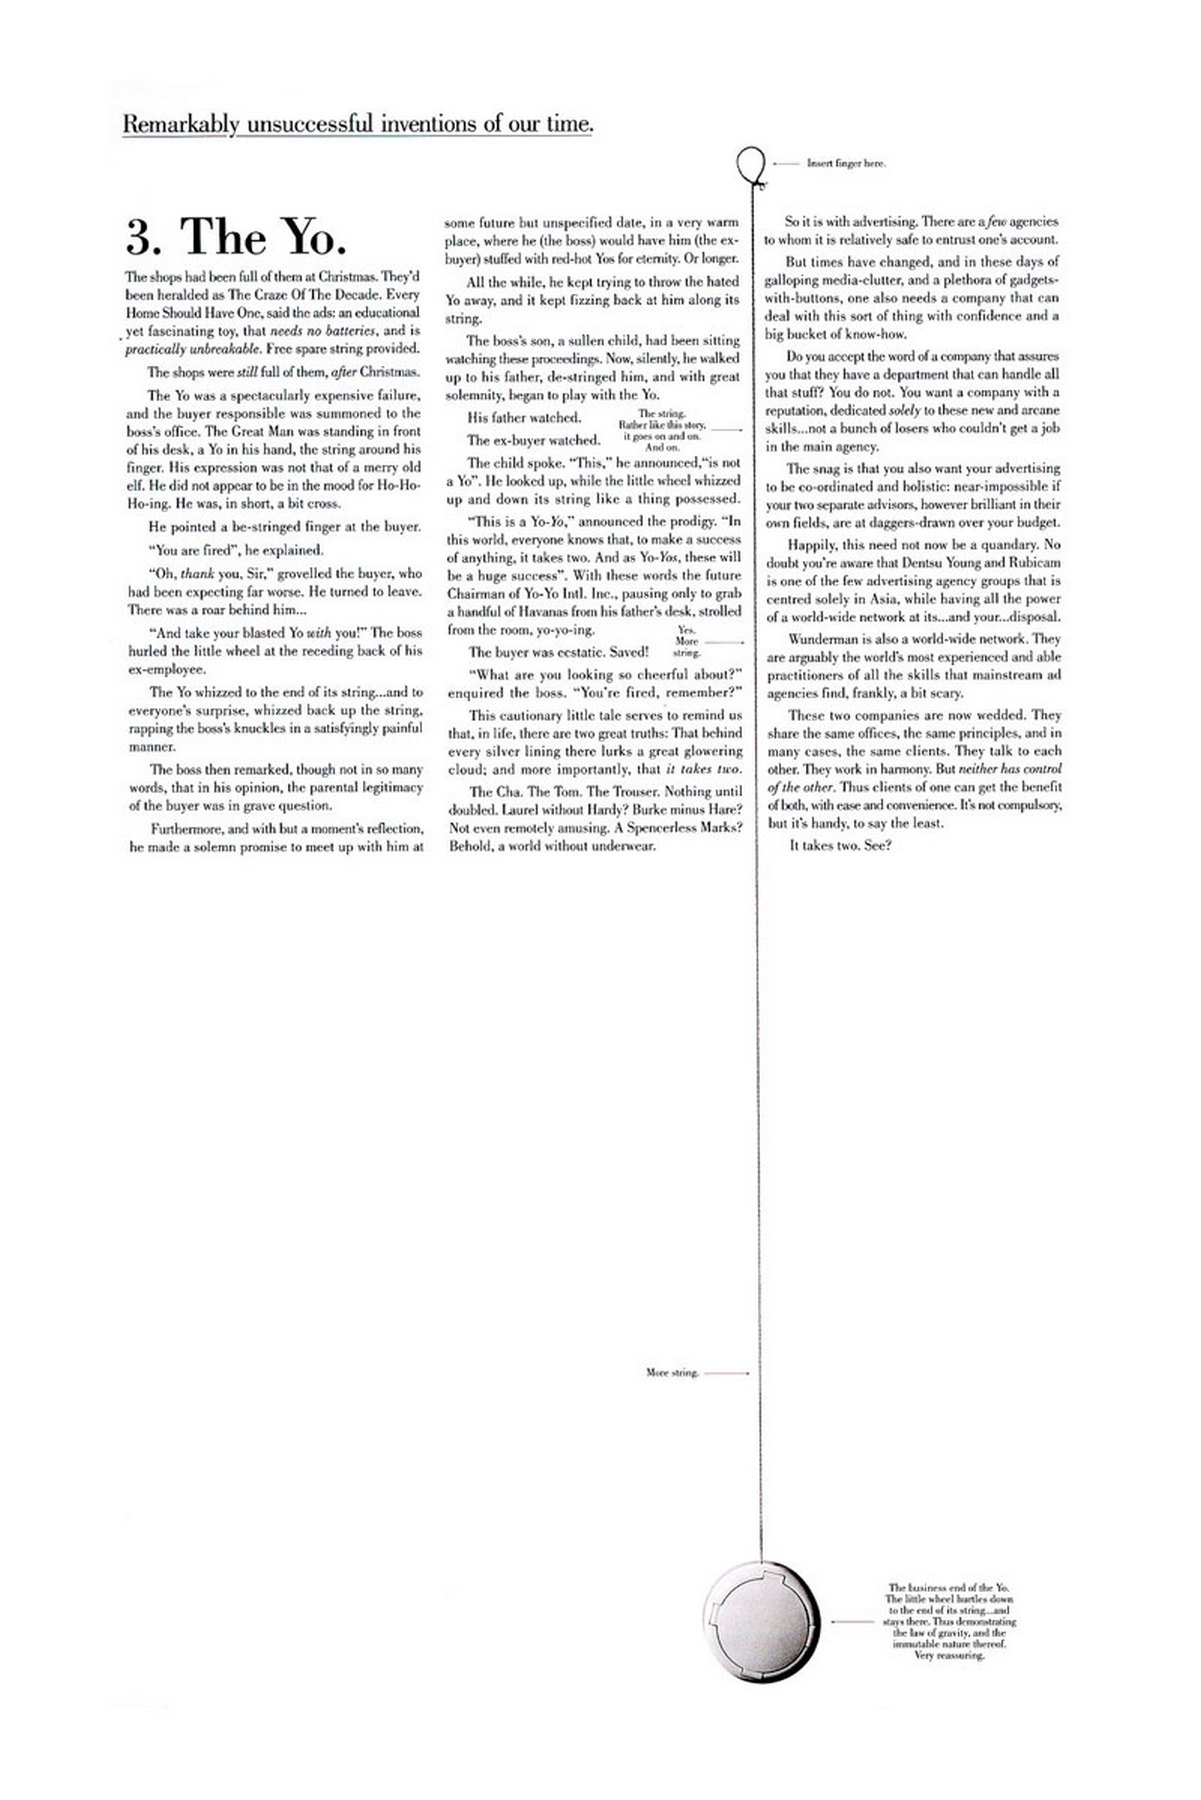 Remarkably unsuccessful inventions of our time.
Insert finger here.
3. The Yo.
The shops had been full of them at Christmas. They'd
been heralded as The Craze Of The Decade. Every
Home Should Have One, said the ads: an educational
yet fascinating toy, that needs no batteries, and is
practically unbreakable. Free spare string provided.
The shops were still full of them, after Christmas.
The Yo was a spectacularly expensive failure,
and the buyer responsible was summoned to the
boss's office. The Great Man was standing in front
of his desk, a Yo in his hand, the string around his
finger. His expression was not that of a merry old
elf. He did not appear to be in the mood for Ho-Ho-
Ho-ing. He was, in short, a bit cross.
He pointed a be-stringed finger at the buyer.
“You are fired”, he explained.
“Oh, thank you, Sir,” grovelled the buyer, who
had been expecting far worse. He turned to leave.
There was a roar behind him...
“And take your blasted Yo with you!” The boss
hurled the little wheel at the receding back of his
ex-employee.
The Yo whizzed to the end of its string...and to
everyone's surprise, whizzed back up the string,
rapping the boss's knuckles in a satisfyingly painful
manner.
The boss then remarked, though not in so many
words, that in his opinion, the parental legitimacy
of the buyer was in grave question.
Furthermore, and with but a moment's reflection,
he made a solemn promise to meet up with him at
some future but unspecified date, in a very warm
place, where he (the boss) would have him (the ex-
buyer) stuffed with red-hot Yos for eternity. Or longer.
All the while, he kept trying to throw the hated
Yo away, and it kept fizzing back at him along its
string.
The boss's son, a sullen child, had been sitting
watching these proceedings. Now, silently, he walked
up to his father, de-stringed him, and with great
solemnity, began to play with the Yo.
His father watched.
The ex-buyer watched.
The string.
Rather like this story,
it goes on and on.
And on.
The child spoke. “This,” he announced,“is not
a Yo”. He looked up, while the little wheel whizzed
up and down its string like a thing possessed.
“This is a Yo-Yo,” announced the prodigy. “In
this world, everyone knows that, to make a success
of anything, it takes two. And as Yo-Yos, these will
be a huge success”. With these words the future
Chairman of Yo-Yo Intl. Inc., pausing only to grab
a handful of Havanas from his father's desk, strolled
from the room, yo-yo-ing.
The buyer was ecstatic. Saved!
Yes.
More
string.
“What are you looking so cheerful about?”
enquired the boss. “You're fired, remember?”
This cautionary little tale serves to remind us
that, in life, there are two great truths: That behind
every silver lining there lurks a great glowering
cloud; and more importantly, that it takes two.
The Cha. The Tom. The Trouser. Nothing until
doubled. Laurel without Hardy? Burke minus Hare?
Not even remotely amusing. A Spencerless Marks?
Behold, a world without underwear.
So it is with advertising. There are a few agencies
to whom it is relatively safe to entrust one's account.
But times have changed, and in these days of
galloping media-clutter, and a plethora of gadgets-
with-buttons, one also needs a company that can
deal with this sort of thing with confidence and a
big bucket of know-how.
Do you accept the word of a company that assures
you that they have a department that can handle all
that stuff? You do not. You want a company with a
reputation, dedicated solely to these new and arcane
skills...not a bunch of losers who couldn't get a job
in the main agency.
The snag is that you also want your advertising
to be co-ordinated and holistic: near-impossible if
your two separate advisors, however brilliant in their
own fields, are at daggers-drawn over your budget.
Happily, this need not now be a quandary. No
doubt you're aware that Dentsu Young and Rubicam
is one of the few advertising agency groups that is
centred solely in Asia, while having all the power
of a world-wide network at its...and your...disposal.
Wunderman is also a world-wide network. They
are arguably the world's most experienced and able
practitioners of all the skills that mainstream ad
agencies find, frankly, a bit scary.
These two companies are now wedded. They
share the same offices, the same principles, and in
many cases, the same clients. They talk to each
other. They work in harmony. But neither has control
of the other. Thus clients of one can get the benefit
of both, with ease and convenience. It's not compulsory,
but it's handy, to say the least.
It takes two. See?
More string.
The business end of the Yo.
The little wheel hurtles down
to the end of its string...and
stays there. Thus demonstrating
the law of gravity, and the
immutable nature thereof.
Very reassuring.